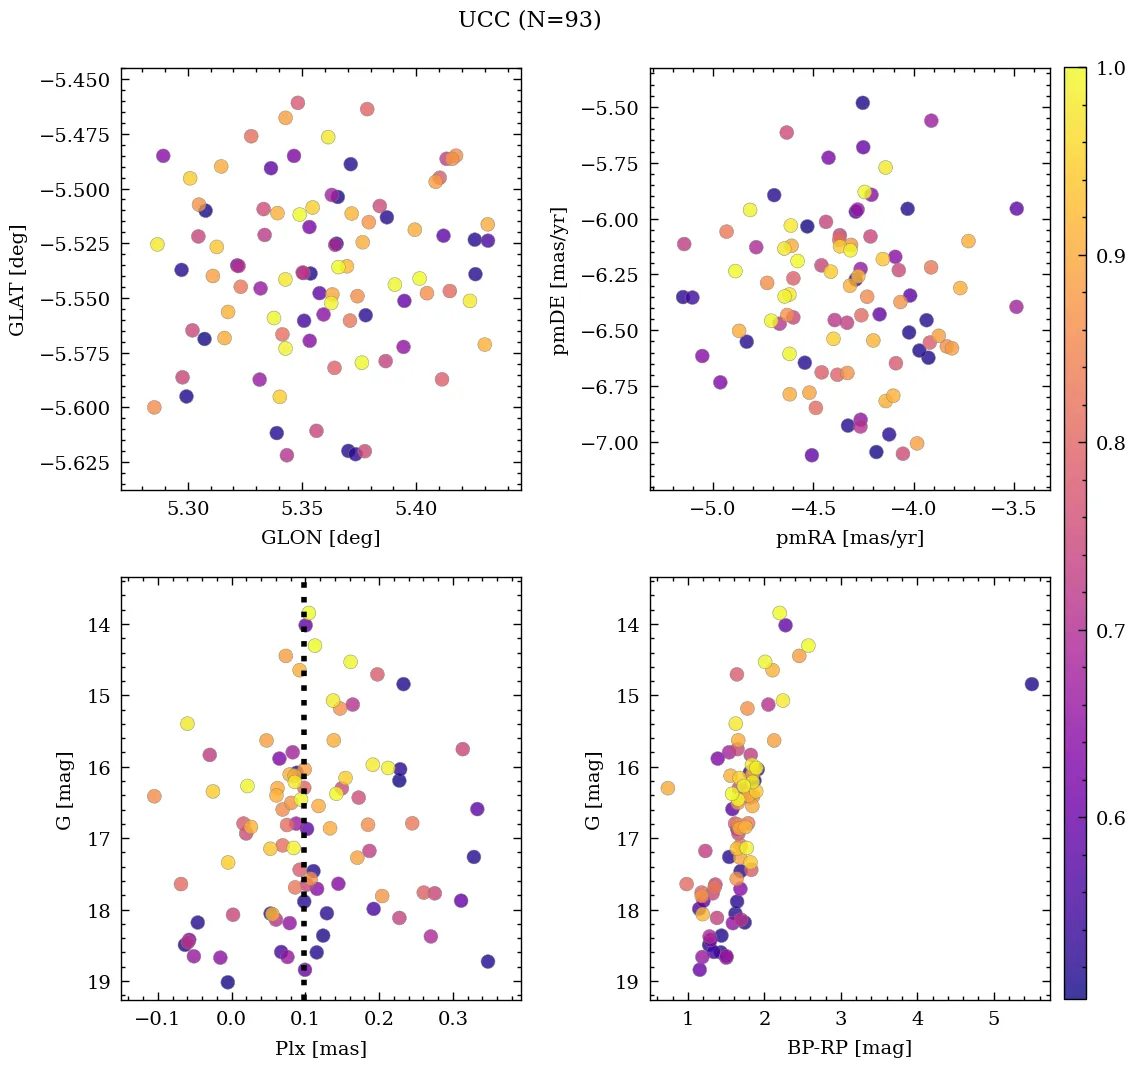 UCC (N=93)
−5.450
−5.475
−5.500
−5.525
−5.550
−5.575
−5.600
−5.625
GLAT [deg]
5.30 5.35 5.40
GLON [deg]
−5.50
−5.75
−6.00
−6.25
−6.50
−6.75
−7.00
pmDE [mas/yr]
−5.0 −4.5 −4.0 −3.5
pmRA [mas/yr]
1.0
0.9
0.8
0.7
0.6
14
15
16
17
18
19
G [mag]
−0.1 0.0 0.1 0.2 0.3
Plx [mas]
14
15
16
17
18
19
G [mag]
1 2 3 4 5
BP-RP [mag]